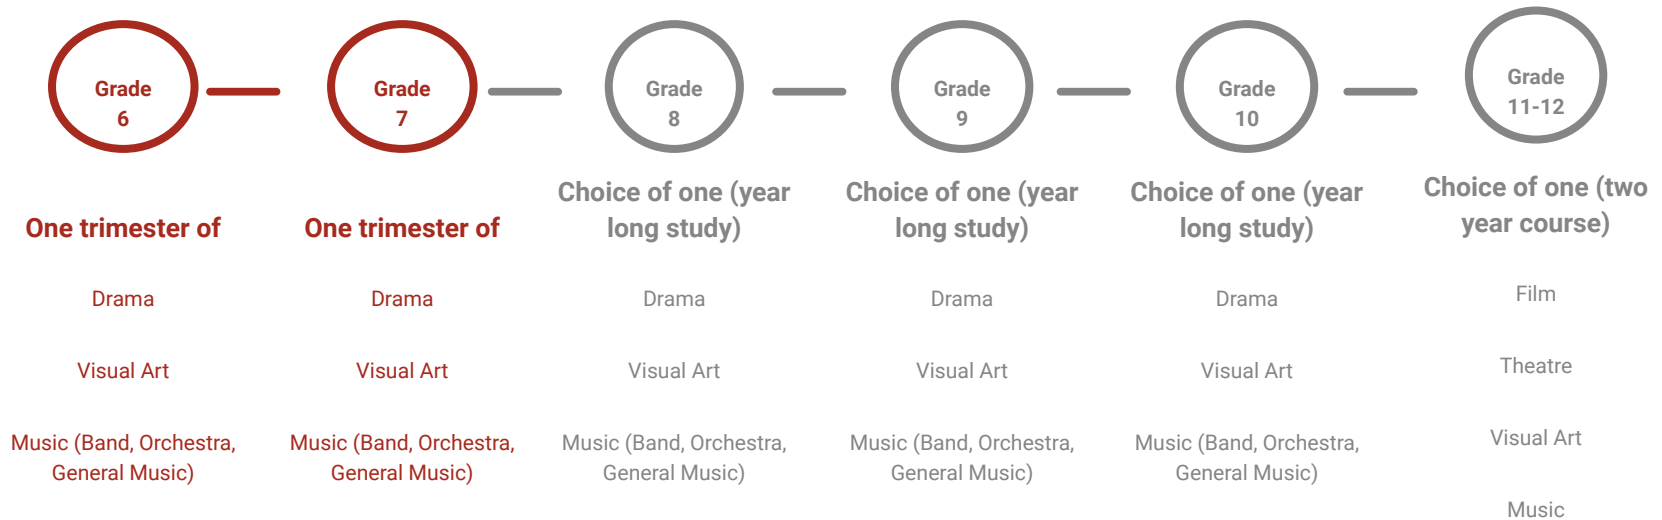 Grade
6
One trimester of
Drama
Visual Art
Music (Band, Orchestra,
General Music)
Grade
7
One trimester of
Drama
Visual Art
Music (Band, Orchestra,
General Music)
Grade
8
Choice of one (year
long study)
Drama
Visual Art
Music (Band, Orchestra,
General Music)
Grade
9
Choice of one (year
long study)
Drama
Visual Art
Music (Band, Orchestra,
General Music)
Grade
10
Choice of one (year
long study)
Drama
Visual Art
Music (Band, Orchestra,
General Music)
Grade
11-12
Choice of one (two
year course)
Film
Theatre
Visual Art
Music